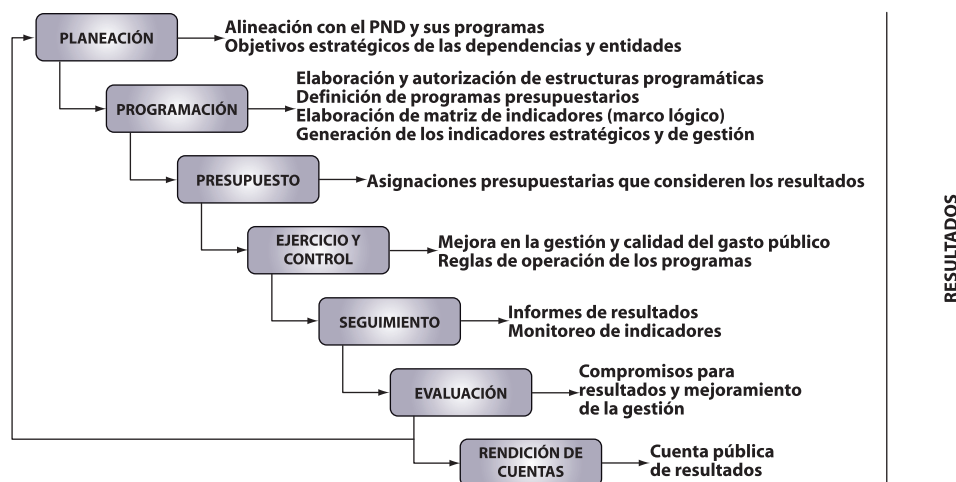 PLANEACIÓN
Alineación con el PND y sus programas
Objetivos estratégicos de las dependencias y entidades
PROGRAMACIÓN
Elaboración y autorización de estructuras programáticas
Definición de programas presupuestarios
Elaboración de matriz de indicadores (marco lógico)
Generación de los indicadores estratégicos y de gestión
PRESUPUESTO
Asignaciones presupuestarias que consideren los resultados
EJERCICIO Y
CONTROL
Mejora en la gestión y calidad del gasto público
Reglas de operación de los programas
SEGUIMIENTO
Informes de resultados
Monitoreo de indicadores
EVALUACIÓN
Compromisos para
resultados y mejoramiento
de la gestión
RENDICIÓN DE
CUENTAS
Cuenta pública
de resultados
RESULTADOS